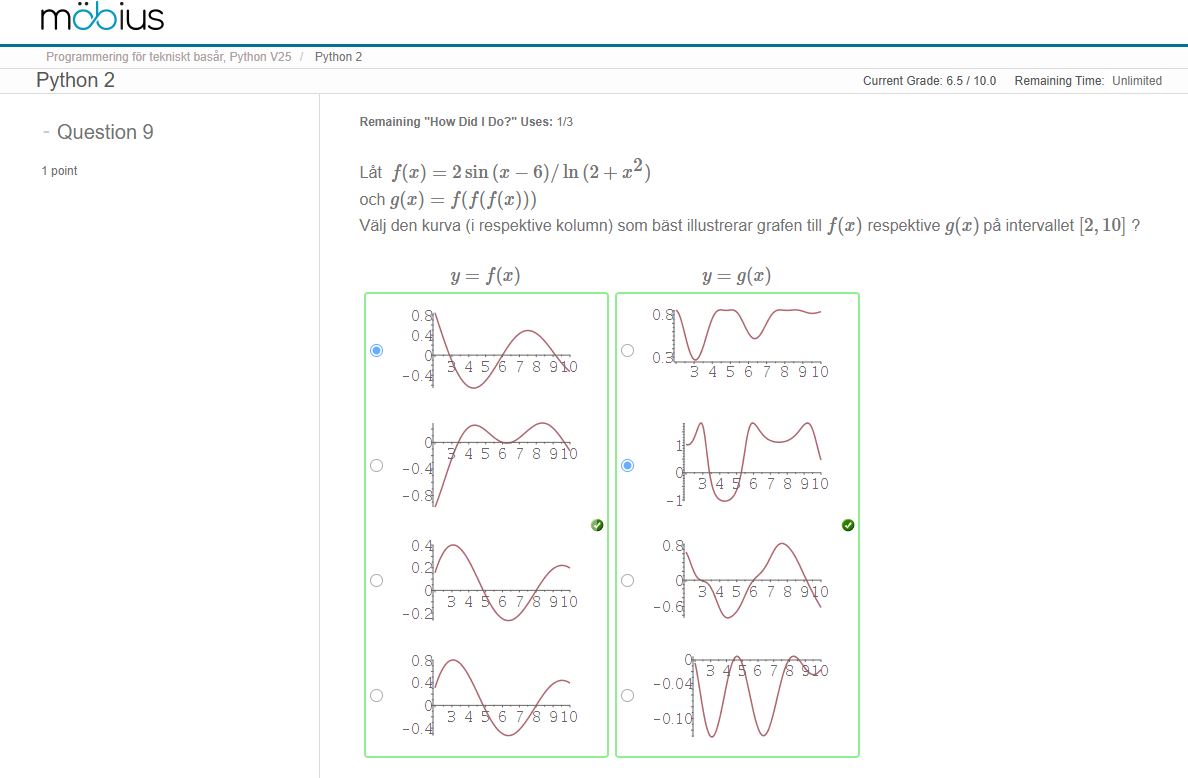 möbius
Programmering för tekniskt basår, Python V25 / Python 2
Python 2
Current Grade: 6.5 / 10.0 Remaining Time: Unlimited
- Question 9
1 point
Remaining "How Did I Do?" Uses: 1/3
Låt f(x) = 2 sin (x − 6)/ ln (2 + x²)
och g(x) = f(f(f(x)))
Välj den kurva (i respektive kolumn) som bäst illustrerar grafen till f(x) respektive g(x) på intervallet [2, 10] ?
y = f(x)
y = g(x)
0.8
0.4
0
−0.4
3 4 5 6 7 8 9 10
0
−0.4
−0.8
3 4 5 6 7 8 9 10
0.4
0.2
0
−0.2
3 4 5 6 7 8 9 10
0.8
0.4
0
−0.4
3 4 5 6 7 8 9 10
0.8
0.3
3 4 5 6 7 8 9 10
1
0
−1
3 4 5 6 7 8 9 10
0.8
0
−0.6
3 4 5 6 7 8 9 10
0
−0.04
−0.10
3 4 5 6 7 8 9 10